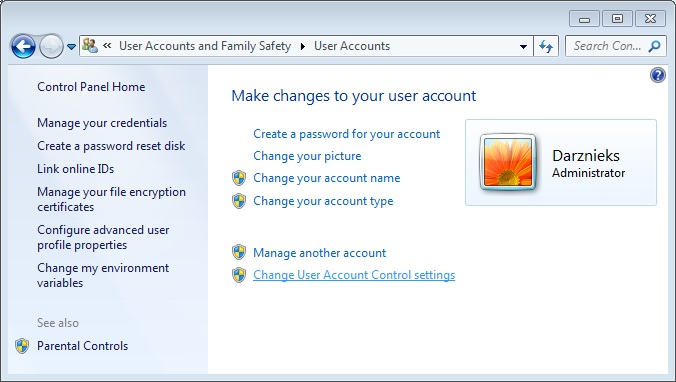 « User Accounts and Family Safety ▸ User Accounts
Search Con...
Control Panel Home
Manage your credentials
Create a password reset disk
Link online IDs
Manage your file encryption
certificates
Configure advanced user
profile properties
Change my environment
variables
See also
Parental Controls
Make changes to your user account
Create a password for your account
Change your picture
Change your account name
Change your account type
Manage another account
Change User Account Control settings
Darznieks
Administrator